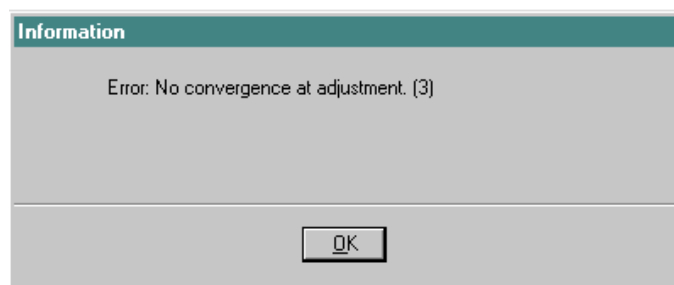 Information
Error: No convergence at adjustment. (3)
OK